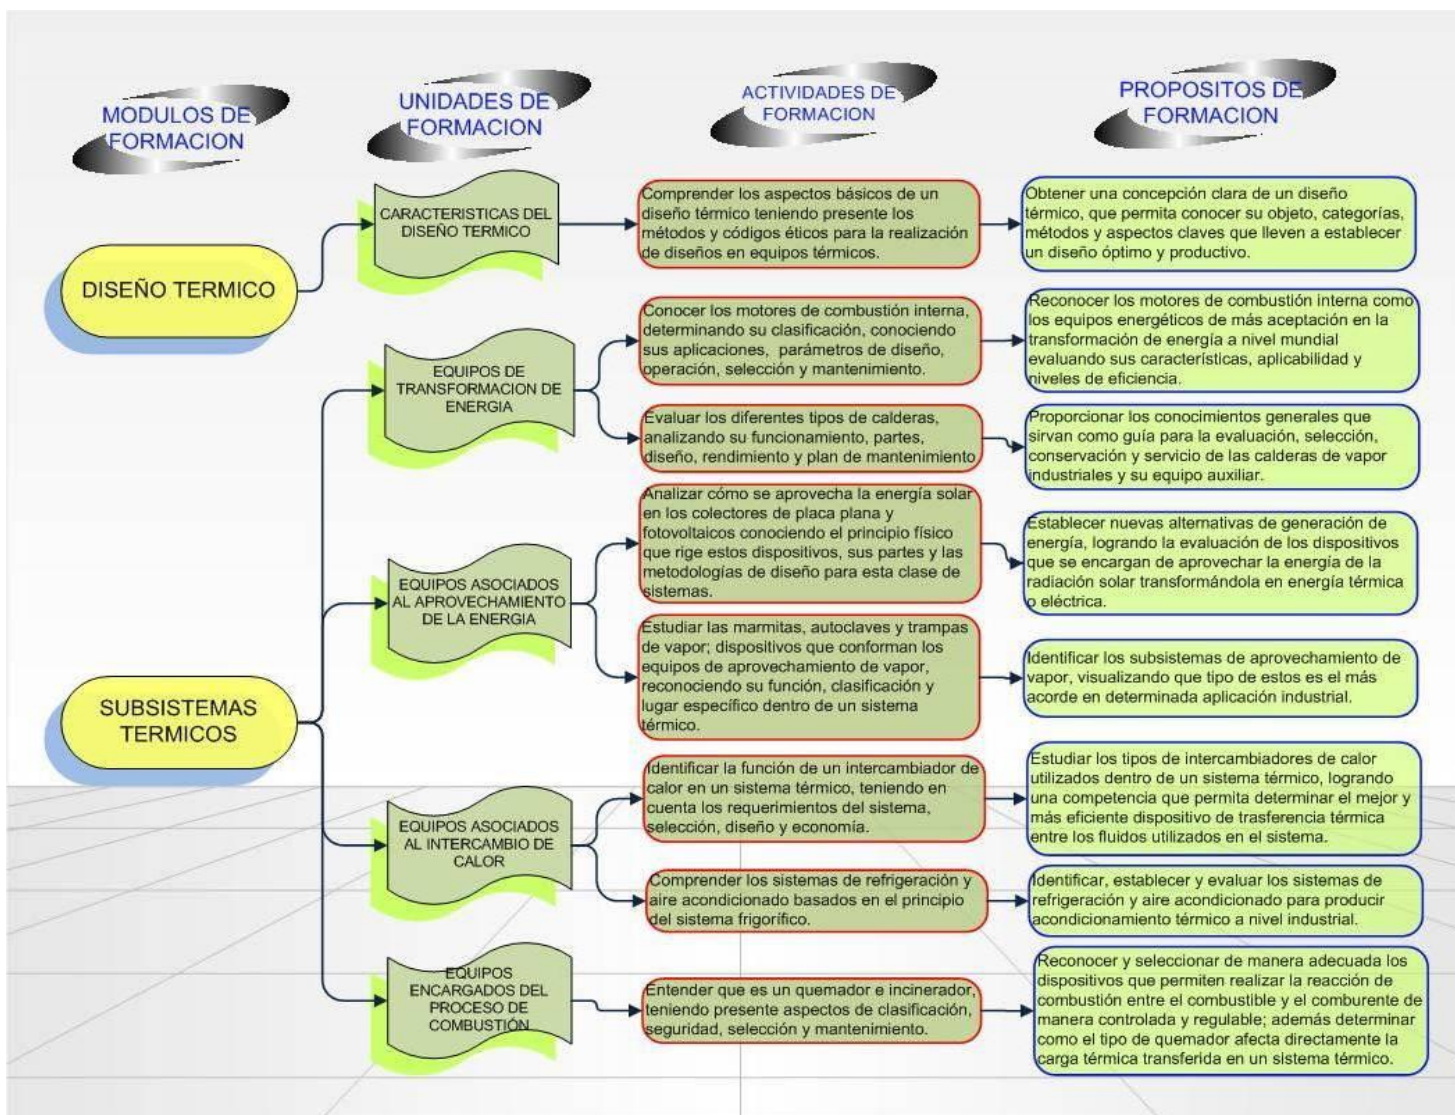 MODULOS DE
FORMACION
UNIDADES DE
FORMACION
ACTIVIDADES DE
FORMACION
PROPOSITOS DE
FORMACION
DISEÑO TERMICO
CARACTERISTICAS DEL
DISEÑO TERMICO
Comprender los aspectos básicos de un
diseño térmico teniendo presente los
métodos y códigos éticos para la realización
de diseños en equipos térmicos.
Obtener una concepción clara de un diseño
térmico, que permita conocer su objeto, categorías,
métodos y aspectos claves que lleven a establecer
un diseño óptimo y productivo.
SUBSISTEMAS
TERMICOS
EQUIPOS DE
TRANSFORMACION DE
ENERGIA
Conocer los motores de combustión interna,
determinando su clasificación, conociendo
sus aplicaciones, parámetros de diseño,
operación, selección y mantenimiento.
Reconocer los motores de combustión interna como
los equipos energéticos de más aceptación en la
transformación de energía a nivel mundial
evaluando sus características, aplicabilidad y
niveles de eficiencia.
Evaluar los diferentes tipos de calderas,
analizando su funcionamiento, partes,
diseño, rendimiento y plan de mantenimiento
Proporcionar los conocimientos generales que
sirvan como guía para la evaluación, selección,
conservación y servicio de las calderas de vapor
industriales y su equipo auxiliar.
EQUIPOS ASOCIADOS
AL APROVECHAMIENTO
DE LA ENERGIA
Analizar cómo se aprovecha la energía solar
en los colectores de placa plana y
fotovoltaicos conociendo el principio físico
que rige estos dispositivos, sus partes y las
metodologías de diseño para esta clase de
sistemas.
Establecer nuevas alternativas de generación de
energía, logrando la evaluación de los dispositivos
que se encargan de aprovechar la energía de la
radiación solar transformándola en energía térmica
o eléctrica.
Estudiar las marmitas, autoclaves y trampas
de vapor; dispositivos que conforman los
equipos de aprovechamiento de vapor,
reconociendo su función, clasificación y
lugar específico dentro de un sistema
térmico.
Identificar los subsistemas de aprovechamiento de
vapor, visualizando que tipo de estos es el más
acorde en determinada aplicación industrial.
EQUIPOS ASOCIADOS
AL INTERCAMBIO DE
CALOR
Identificar la función de un intercambiador de
calor en un sistema térmico, teniendo en
cuenta los requerimientos del sistema,
selección, diseño y economía.
Estudiar los tipos de intercambiadores de calor
utilizados dentro de un sistema térmico, logrando
una competencia que permita determinar el mejor y
más eficiente dispositivo de trasferencia térmica
entre los fluidos utilizados en el sistema.
Comprender los sistemas de refrigeración y
aire acondicionado basados en el principio
del sistema frigorífico.
Identificar, establecer y evaluar los sistemas de
refrigeración y aire acondicionado para producir
acondicionamiento térmico a nivel industrial.
EQUIPOS
ENCARGADOS DEL
PROCESO DE
COMBUSTIÓN
Entender que es un quemador e incinerador,
teniendo presente aspectos de clasificación,
seguridad, selección y mantenimiento.
Reconocer y seleccionar de manera adecuada los
dispositivos que permiten realizar la reacción de
combustión entre el combustible y el comburente de
manera controlada y regulable; además determinar
como el tipo de quemador afecta directamente la
carga térmica transferida en un sistema térmico.